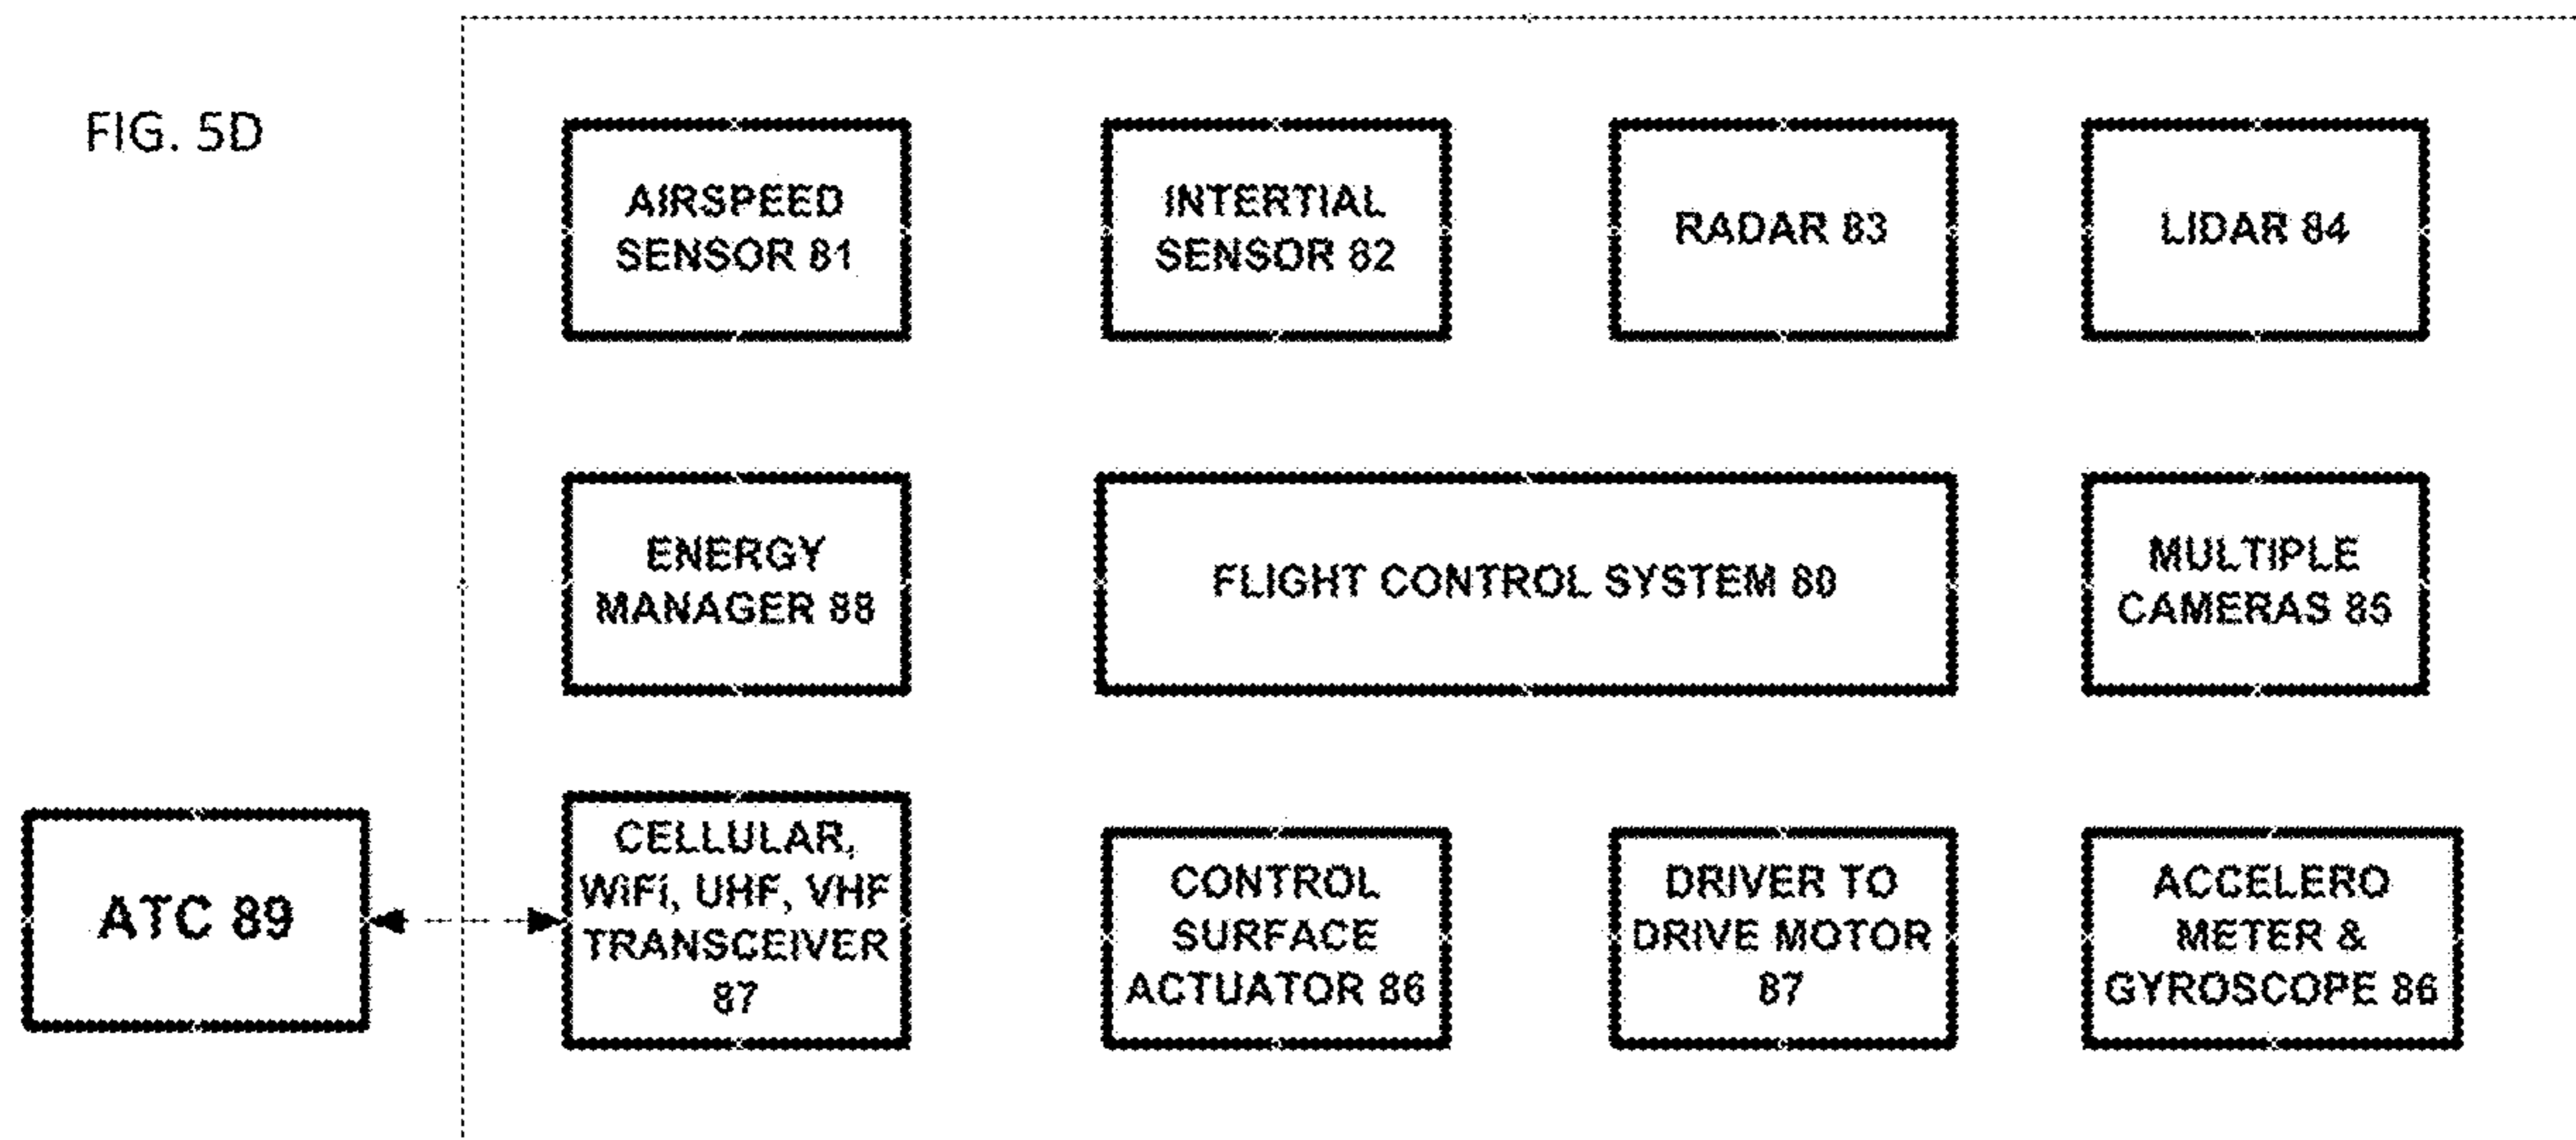 FIG. 5D
AIRSPEED
SENSOR 81
INTERTIAL
SENSOR 82
RADAR 83
LIDAR 84
ENERGY
MANAGER 88
FLIGHT CONTROL SYSTEM 80
MULTIPLE
CAMERAS 85
ATC 89
CELLULAR,
WiFi, UHF, VHF
TRANSCEIVER
87
CONTROL
SURFACE
ACTUATOR 86
DRIVER TO
DRIVE MOTOR
87
ACCELERO
METER &
GYROSCOPE 86